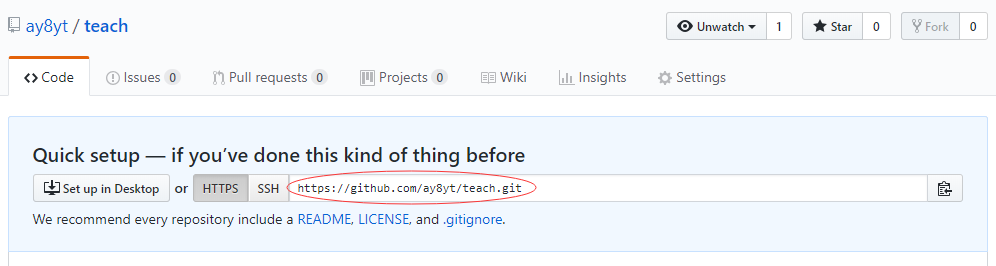 ay8yt / teach
Unwatch 1 Star 0 Fork 0
Code Issues 0 Pull requests 0 Projects 0 Wiki Insights Settings
Quick setup — if you’ve done this kind of thing before
Set up in Desktop or HTTPS SSH https://github.com/ay8yt/teach.git
We recommend every repository include a README, LICENSE, and .gitignore.